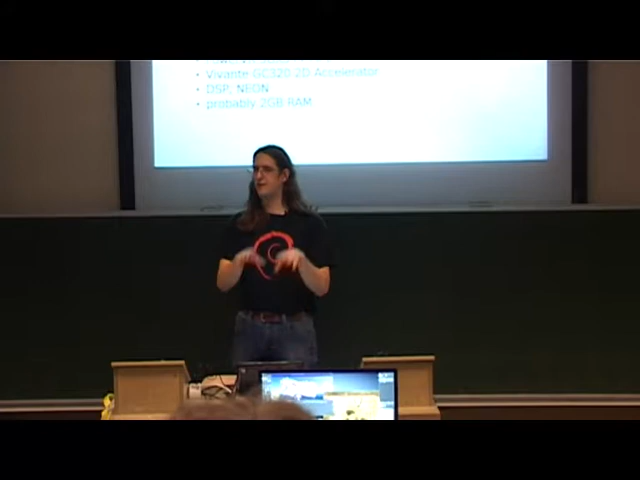 • Vivante GC320 2D Accelerator
• DSP, NEON
• probably 2GB RAM